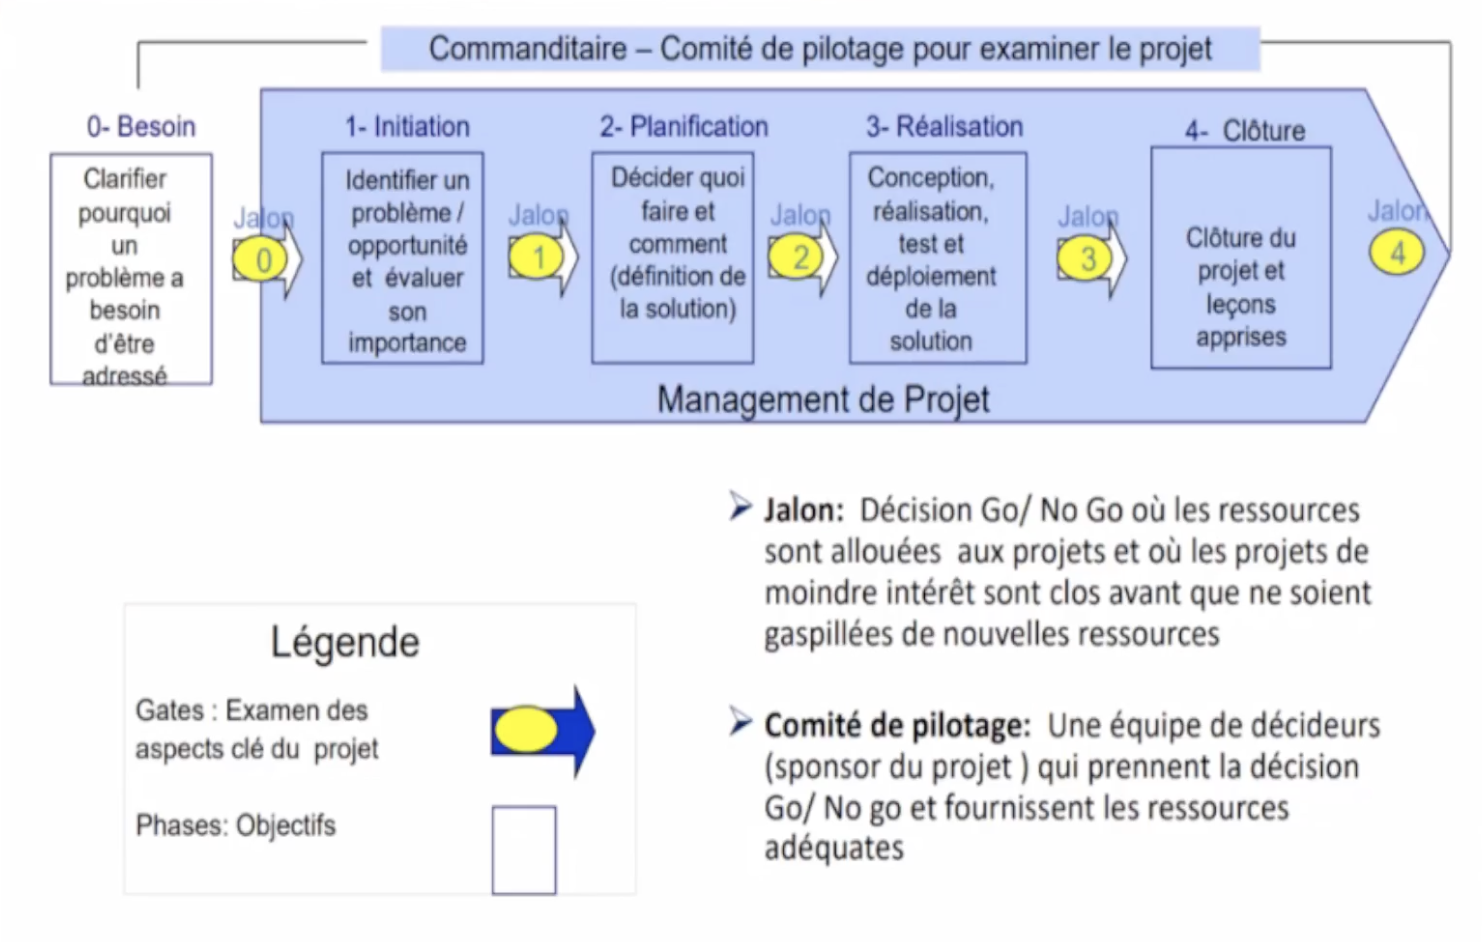 Commanditaire – Comité de pilotage pour examiner le projet
0- Besoin
Clarifier
pourquoi
un
problème a
besoin
d'être
adressé
Jalon
0
1- Initiation
Identifier un
problème /
opportunité
et évaluer
son
importance
Jalon
1
2- Planification
Décider quoi
faire et
comment
(définition de
la solution)
Jalon
2
3- Réalisation
Conception,
réalisation,
test et
déploiement
de la
solution
Jalon
3
4- Clôture
Clôture du
projet et
leçons
apprises
Jalon
4
Management de Projet
Jalon: Décision Go/ No Go où les ressources
sont allouées aux projets et où les projets de
moindre intérêt sont clos avant que ne soient
gaspillées de nouvelles ressources
Comité de pilotage: Une équipe de décideurs
(sponsor du projet ) qui prennent la décision
Go/ No go et fournissent les ressources
adéquates
Légende
Gates : Examen des
aspects clé du projet
Phases: Objectifs